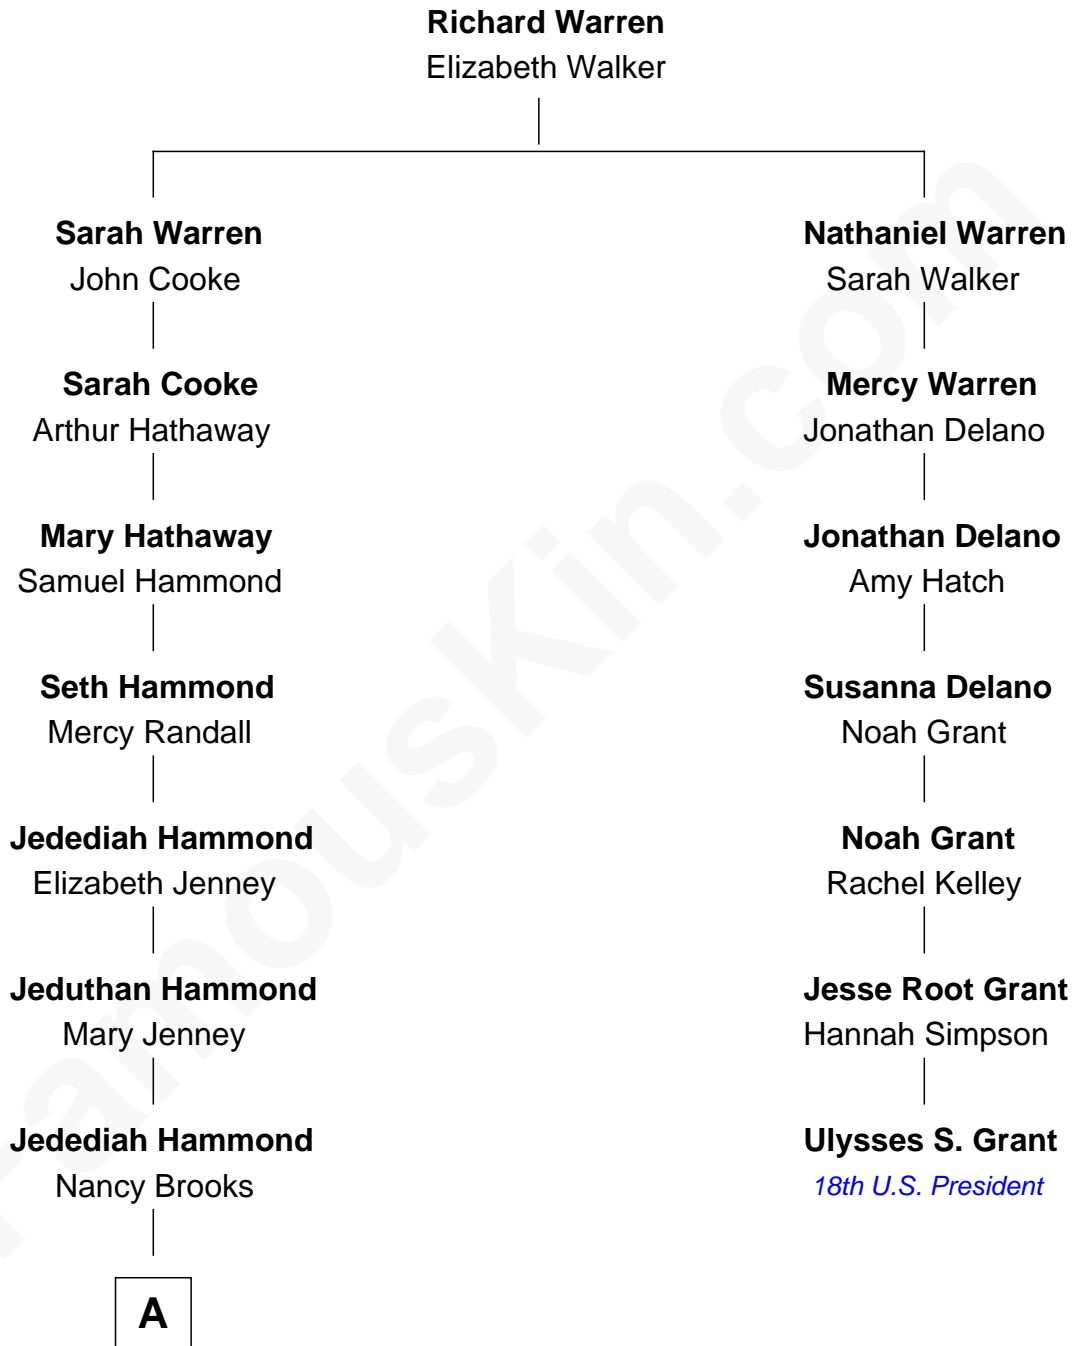 Richard Warren
Elizabeth Walker
Sarah Warren
John Cooke
Nathaniel Warren
Sarah Walker
Sarah Cooke
Arthur Hathaway
Mercy Warren
Jonathan Delano
Mary Hathaway
Samuel Hammond
Jonathan Delano
Amy Hatch
Seth Hammond
Mercy Randall
Susanna Delano
Noah Grant
Jedediah Hammond
Elizabeth Jenney
Noah Grant
Rachel Kelley
Jeduthan Hammond
Mary Jenney
Jesse Root Grant
Hannah Simpson
Jedediah Hammond
Nancy Brooks
Ulysses S. Grant
18th U.S. President
A
FamousKin.com